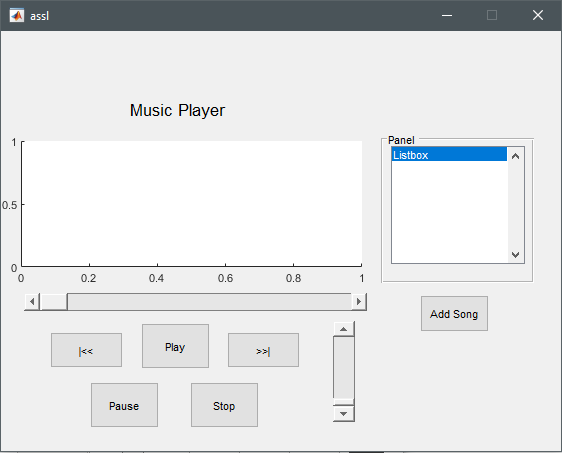 assl
Music Player
1
0.5
0
0 0.2 0.4 0.6 0.8 1
Panel
Listbox
Add Song
|<<
Play
>>|
Pause
Stop